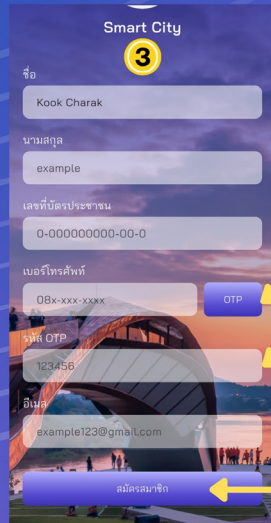 Smart City
3
ชื่อ
Kook Charak
นามสกุล
example
เลขที่บัตรประชาชน
0-000000000-00-0
เบอร์โทรศัพท์
08x-xxx-xxxx
OTP
รหัส OTP
123456
อีเมล
example123@gmail.com
สมัครสมาชิก